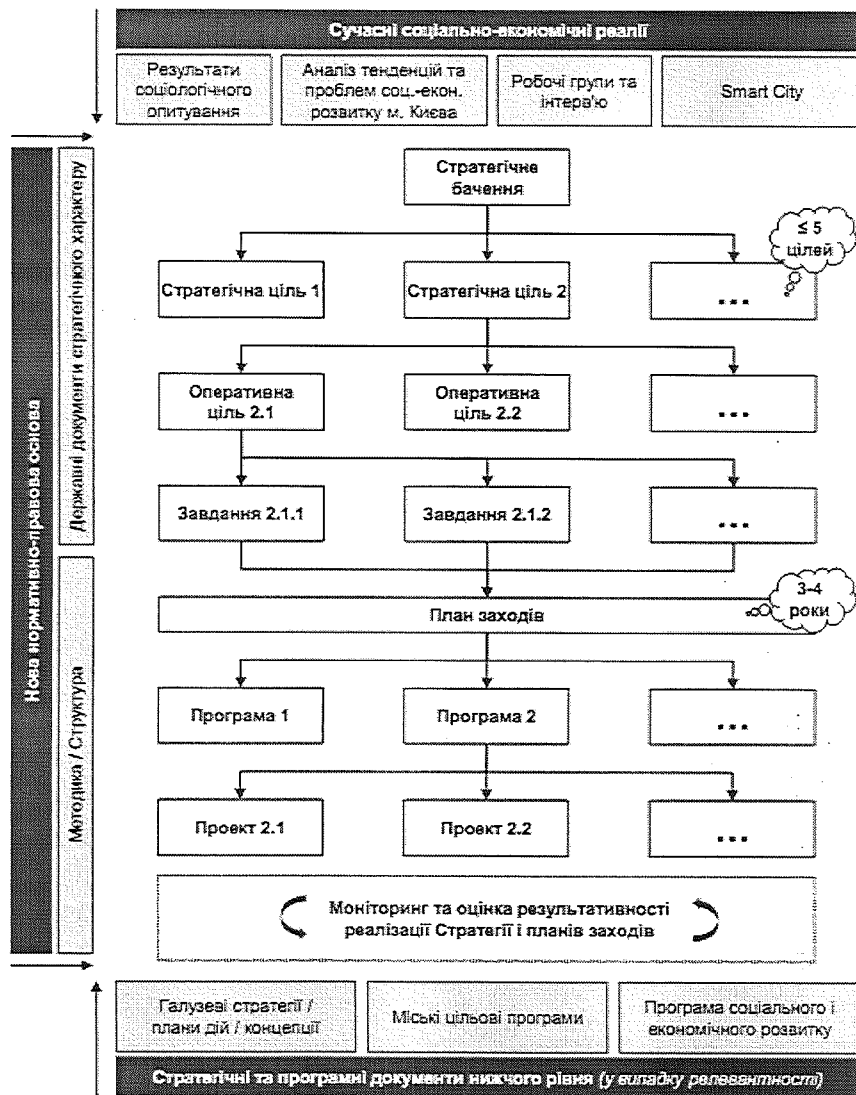 Сучасні соціально-економічні реалії
Результати
соціологічного
опитування
Аналіз тенденцій та
проблем соц.-екон.
розвитку м. Києва
Робочі групи та
інтерв'ю
Smart City
Нова нормативно-правова основа
Державні документи стратегічного характеру
Методика / Структура
Стратегічне
бачення
≤ 5
цілей
Стратегічна ціль 1
Стратегічна ціль 2
...
Оперативна
ціль 2.1
Оперативна
ціль 2.2
...
Завдання 2.1.1
Завдання 2.1.2
...
3-4
роки
План заходів
Програма 1
Програма 2
...
Проект 2.1
Проект 2.2
...
Моніторинг та оцінка результативності
реалізації Стратегії і планів заходів
Галузеві стратегії /
плани дій / концепції
Міські цільові програми
Програма соціального і
економічного розвитку
Стратегічні та програмні документи нижчого рівня (у випадку релевантності)